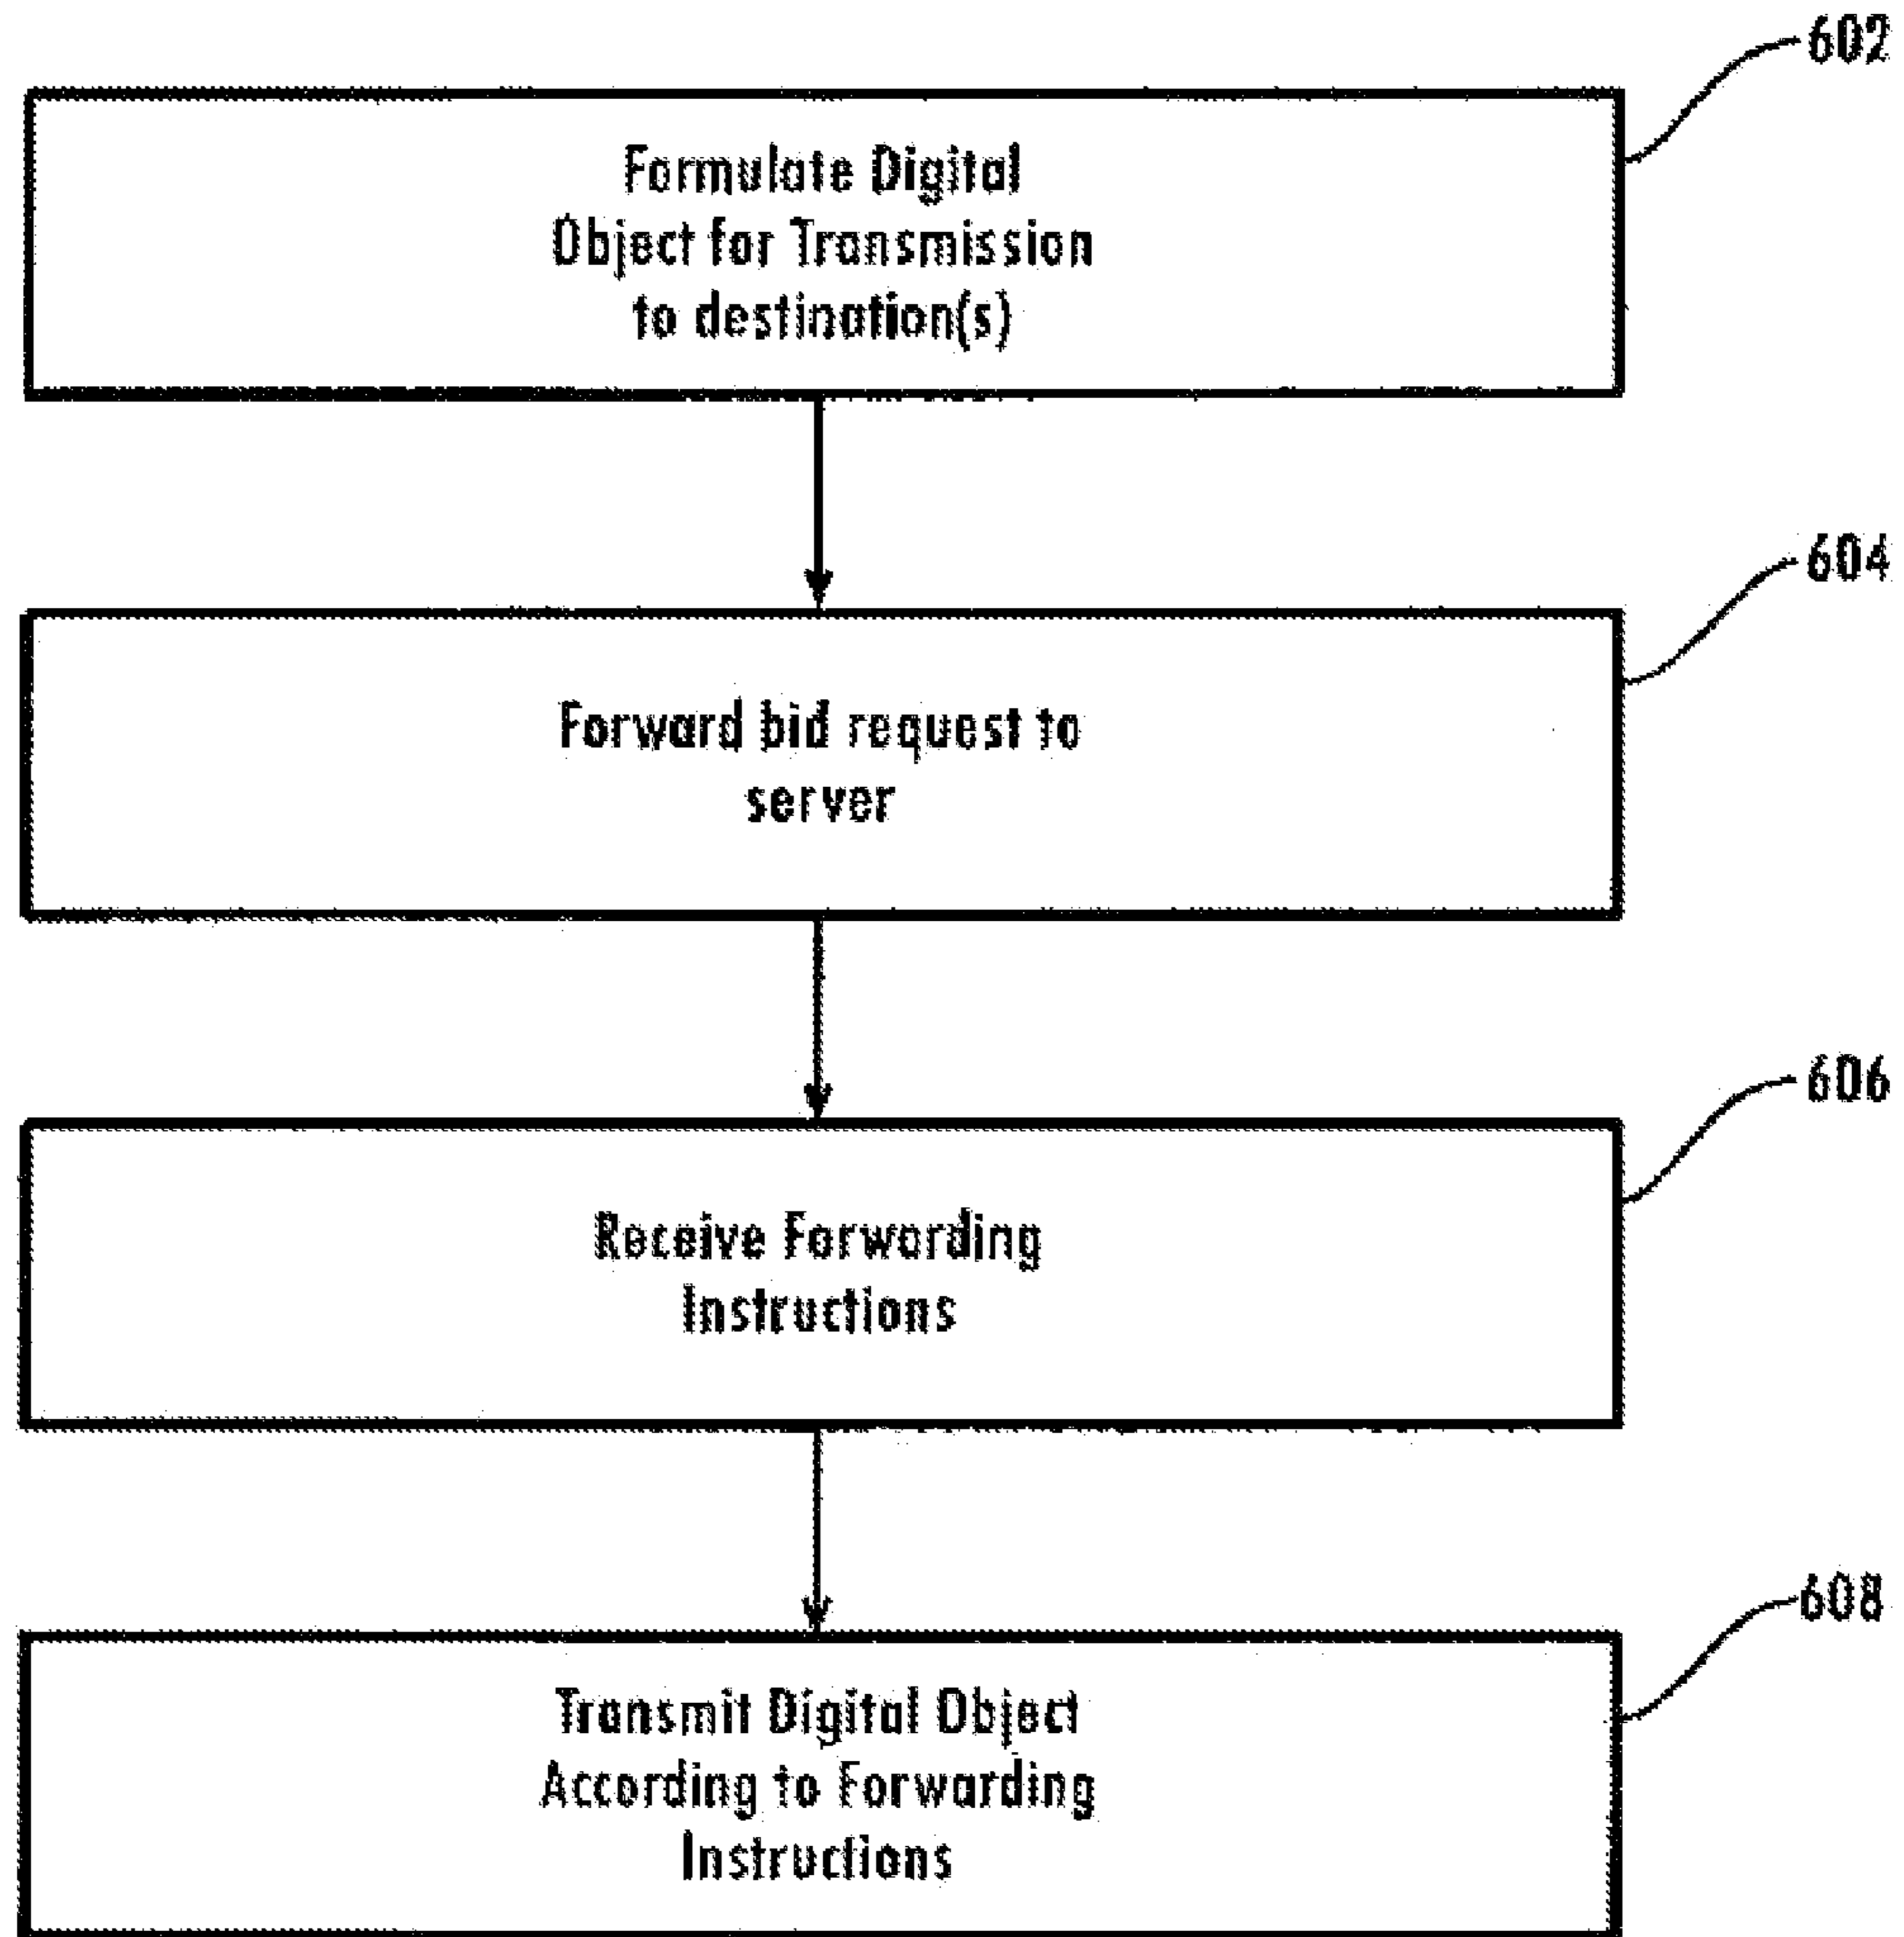 602
Formulate Digital
Object for Transmission
to destination(s)
604
Forward bid request to
server
606
Receive Forwarding
Instructions
608
Transmit Digital Object
According to Forwarding
Instructions